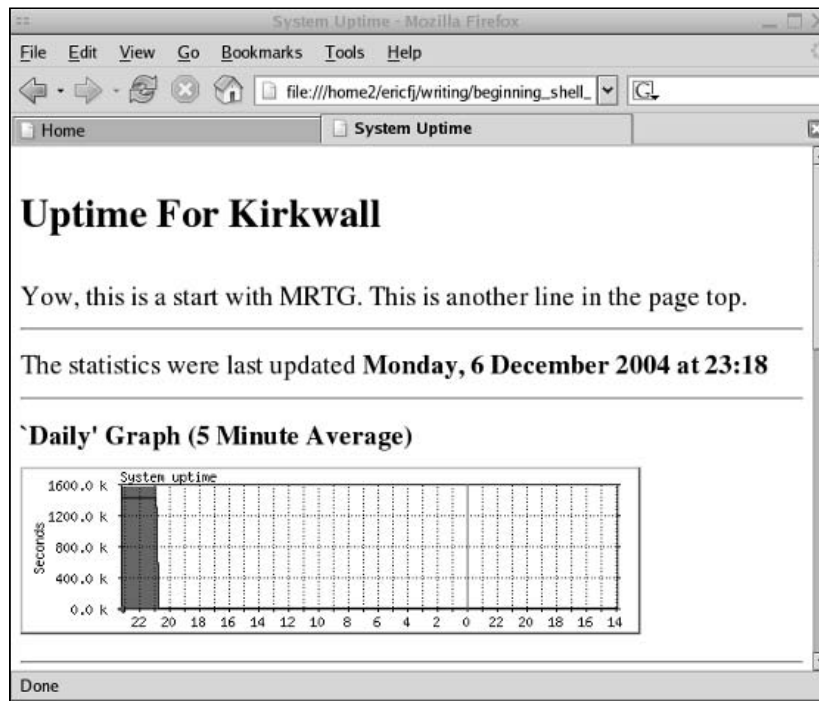 System Uptime - Mozilla Firefox
File Edit View Go Bookmarks Tools Help
file:///home2/ericfj/writing/beginning_shell_
G
Home
System Uptime
Uptime For Kirkwall
Yow, this is a start with MRTG. This is another line in the page top.
The statistics were last updated Monday, 6 December 2004 at 23:18
`Daily' Graph (5 Minute Average)
System uptime
1600.0 k
1200.0 k
800.0 k
400.0 k
0.0 k
Seconds
22 20 18 16 14 12 10 8 6 4 2 0 22 20 18 16 14
Done